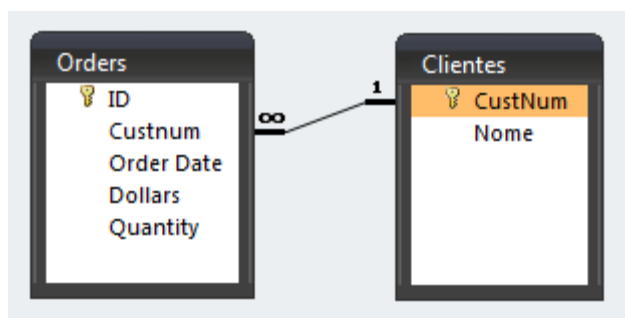 Orders
ID
Custnum
Order Date
Dollars
Quantity
∞
1
Clientes
CustNum
Nome